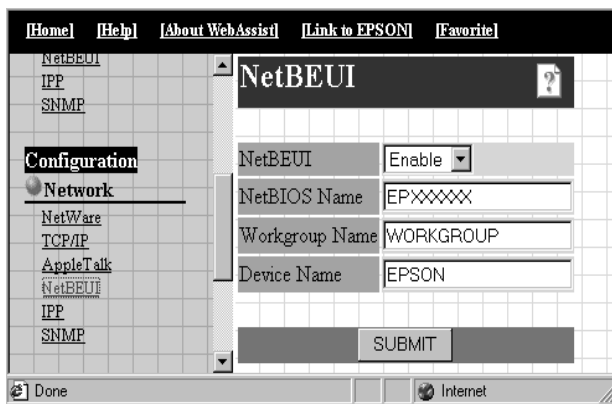 [Home] [Help] [About WebAssist] [Link to EPSON] [Favorite]
NetBEUI
IPP
SNMP
Configuration
Network
NetWare
TCP/IP
AppleTalk
NetBEUI
IPP
SNMP
NetBEUI
?
NetBEUI Enable
NetBIOS Name EPXXXXXX
Workgroup Name WORKGROUP
Device Name EPSON
SUBMIT
Done Internet